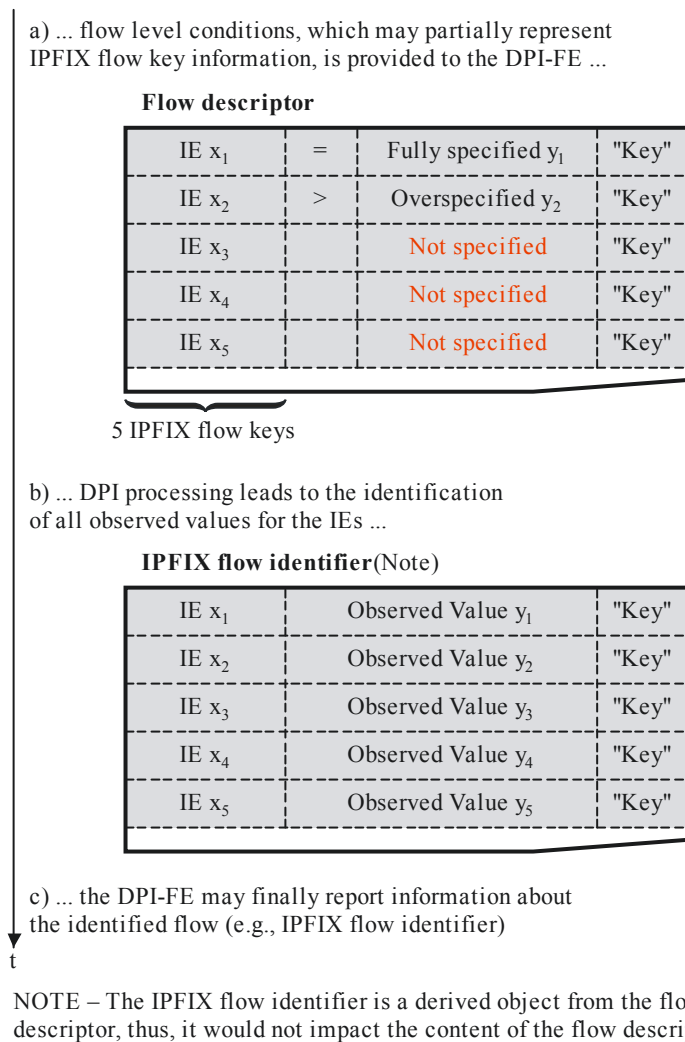 a) ... flow level conditions, which may partially represent
IPFIX flow key information, is provided to the DPI-FE ...
Flow descriptor
IE x₁ = Fully specified y₁ "Key"
IE x₂ > Overspecified y₂ "Key"
IE x₃ Not specified "Key"
IE x₄ Not specified "Key"
IE x₅ Not specified "Key"
5 IPFIX flow keys
b) ... DPI processing leads to the identification
of all observed values for the IEs ...
IPFIX flow identifier(Note)
IE x₁ Observed Value y₁ "Key"
IE x₂ Observed Value y₂ "Key"
IE x₃ Observed Value y₃ "Key"
IE x₄ Observed Value y₄ "Key"
IE x₅ Observed Value y₅ "Key"
c) ... the DPI-FE may finally report information about
the identified flow (e.g., IPFIX flow identifier)
t
NOTE – The IPFIX flow identifier is a derived object from the flo
descriptor, thus, it would not impact the content of the flow descri